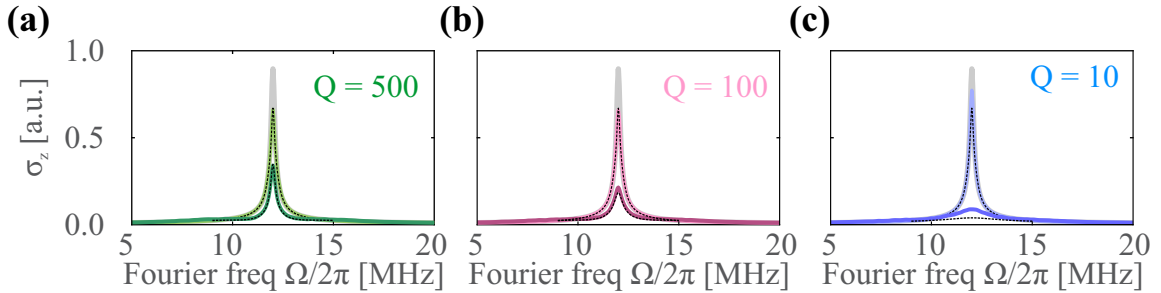 (a)
(b)
(c)
σz [a.u.]
1.0
0.5
0.0
Q = 500
Q = 100
Q = 10
5 10 15 20
5 10 15 20
5 10 15 20
Fourier freq Ω/2π [MHz]
Fourier freq Ω/2π [MHz]
Fourier freq Ω/2π [MHz]